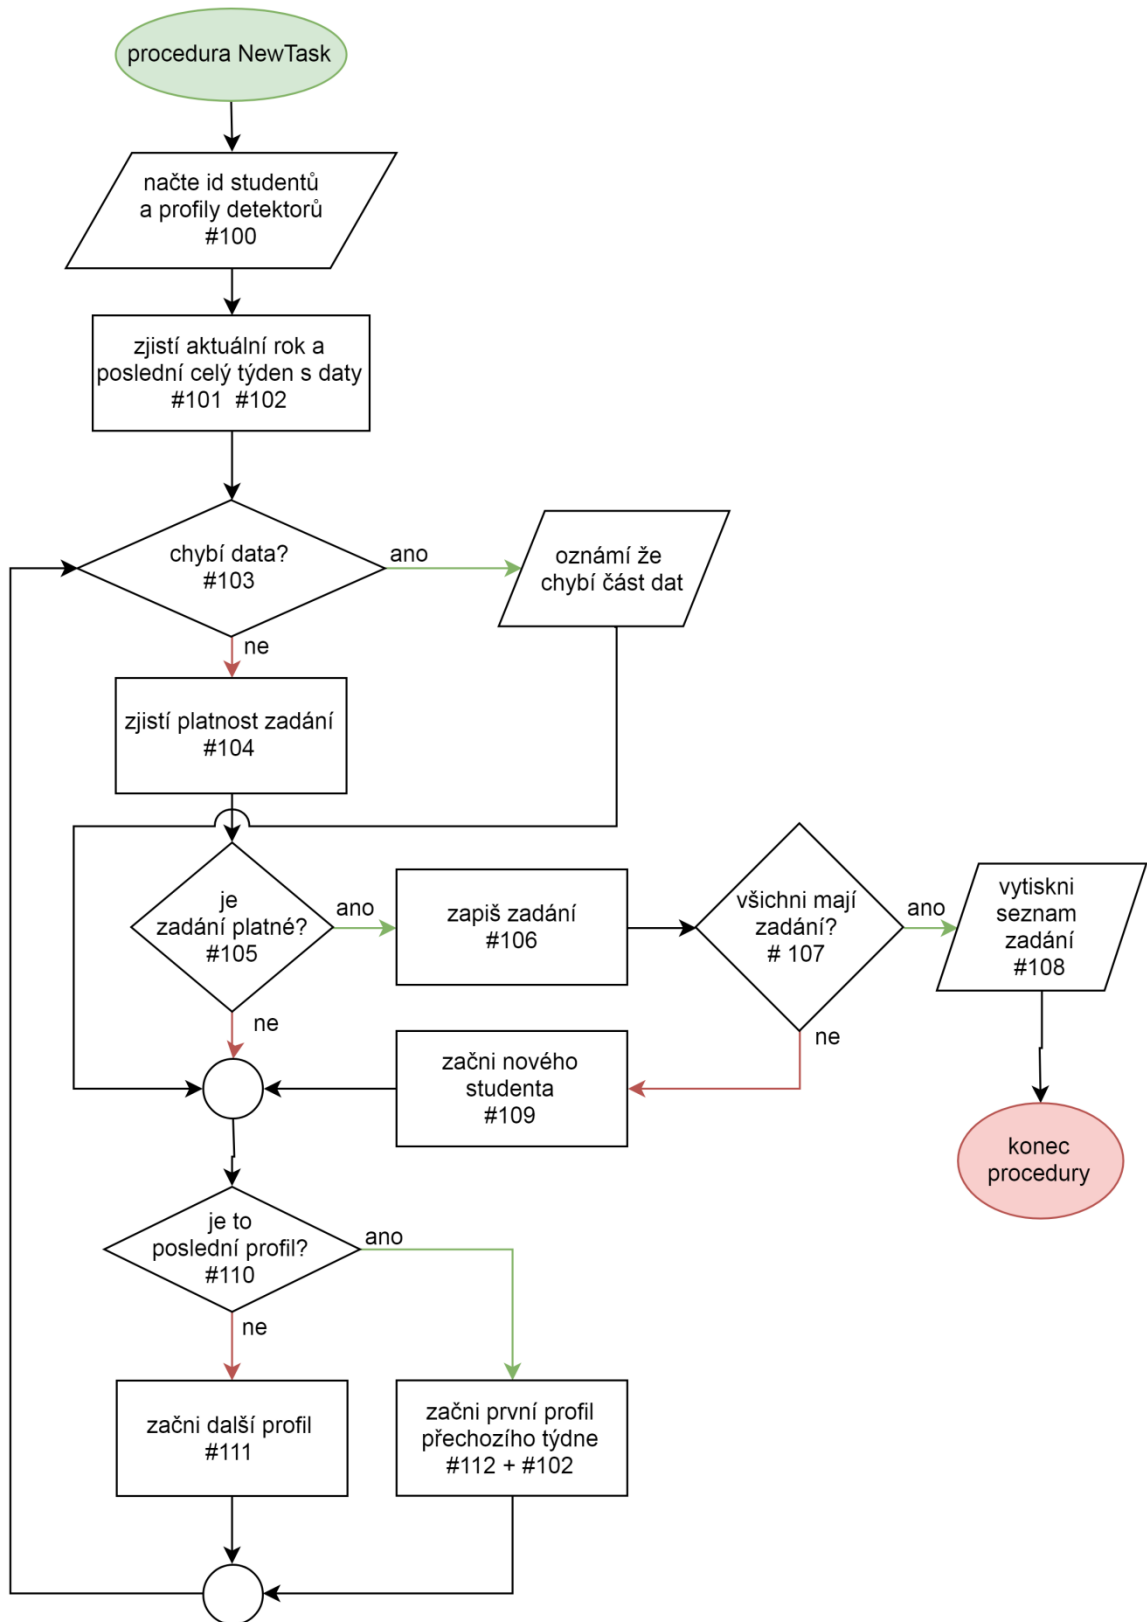 procedura NewTask
načte id studentů
a profily detektorů
#100
zjistí aktuální rok a
poslední celý týden s daty
#101 #102
chybí data?
#103
ano
oznámí že
chybí část dat
ne
zjistí platnost zadání
#104
je
zadání platné?
#105
ano
zapiš zadání
#106
všichni mají
zadání?
# 107
ano
vytiskni
seznam
zadání
#108
ne
ne
začni nového
studenta
#109
konec
procedury
je to
poslední profil?
#110
ano
ne
začni další profil
#111
začni první profil
přechozího týdne
#112 + #102